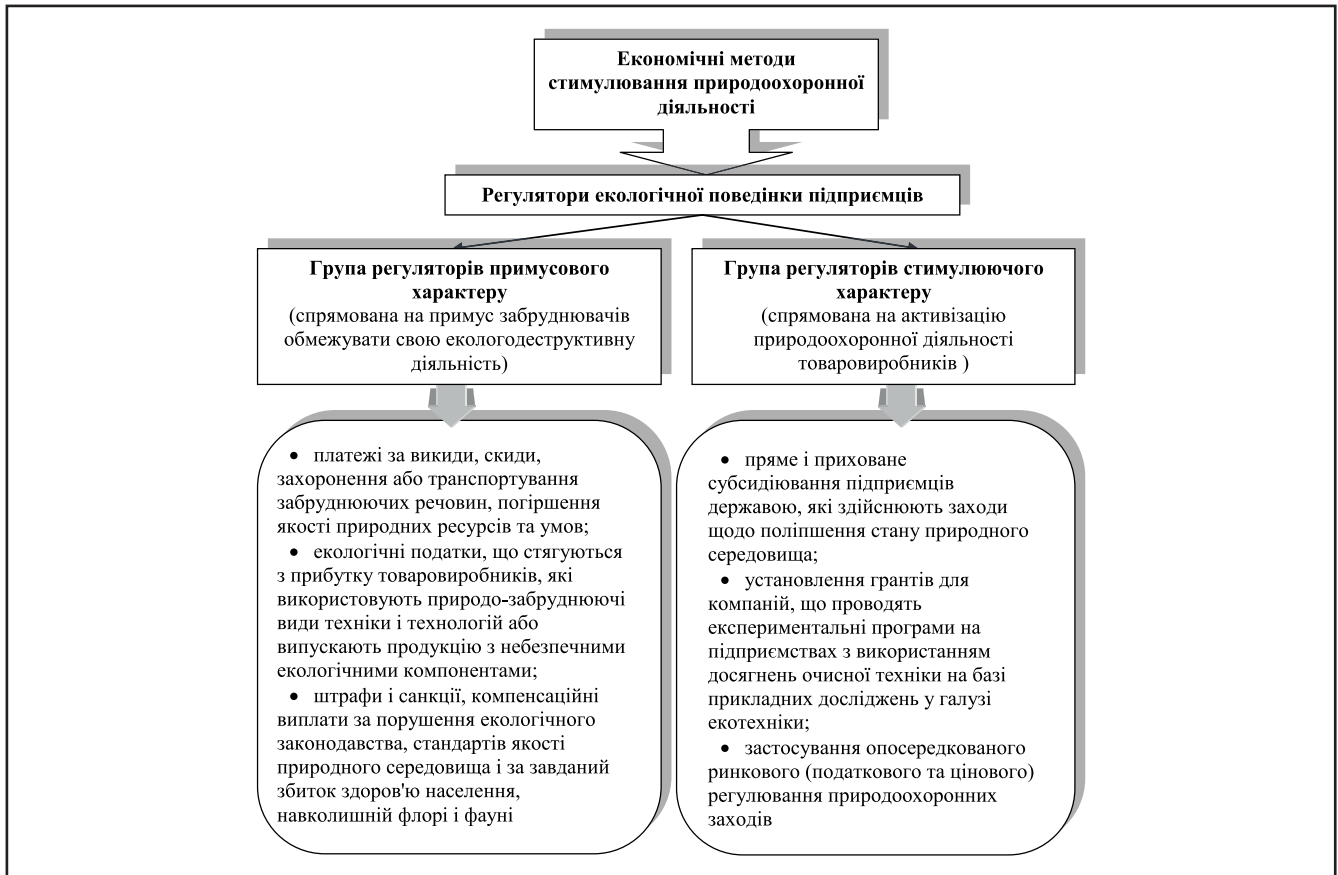 Економічні методи
стимулювання природоохоронної
діяльності
Регулятори екологічної поведінки підприємців
Група регуляторів примусового
характеру
(спрямована на примус забруднювачів
обмежувати свою екологодеструктивну
діяльність)
Група регуляторів стимулюючого
характеру
(спрямована на активізацію
природоохоронної діяльності
товаровиробників )
• платежі за викиди, скиди,
захоронення або транспортування
забруднюючих речовин, погіршення
якості природних ресурсів та умов;
• екологічні податки, що стягуються
з прибутку товаровиробників, які
використовують природо-забруднюючі
види техніки і технологій або
випускають продукцію з небезпечними
екологічними компонентами;
• штрафи і санкції, компенсаційні
виплати за порушення екологічного
законодавства, стандартів якості
природного середовища і за завданий
збиток здоров'ю населення,
навколишній флорі і фауні
• пряме і приховане
субсидіювання підприємців
державою, які здійснюють заходи
щодо поліпшення стану природного
середовища;
• установлення грантів для
компаній, що проводять
експериментальні програми на
підприємствах з використанням
досягнень очисної техніки на базі
прикладних досліджень у галузі
екотехніки;
• застосування опосередкованого
ринкового (податкового та цінового)
регулювання природоохоронних
заходів